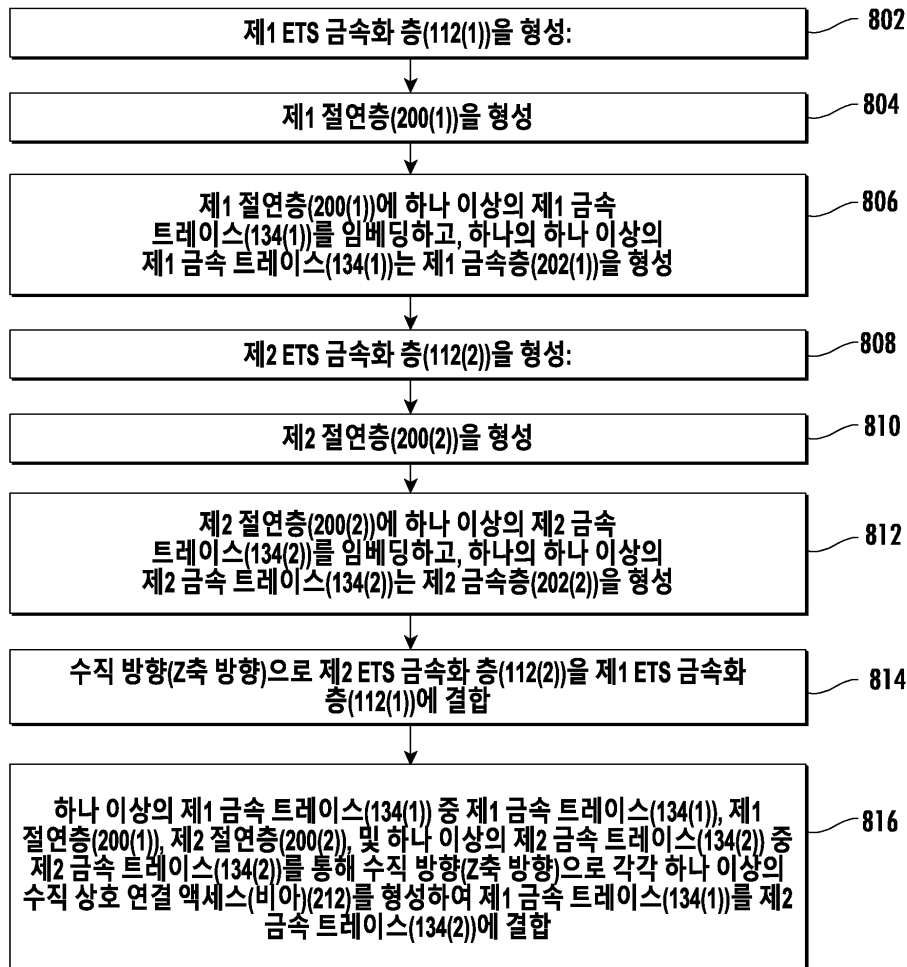 제1 ETS 금속화 층(112(1))을 형성:
802
제1 절연층(200(1))을 형성
804
제1 절연층(200(1))에 하나 이상의 제1 금속
트레이스(134(1))를 임베딩하고, 하나의 하나 이상의
제1 금속 트레이스(134(1))는 제1 금속층(202(1))을 형성
806
제2 ETS 금속화 층(112(2))을 형성:
808
제2 절연층(200(2))을 형성
810
제2 절연층(200(2))에 하나 이상의 제2 금속
트레이스(134(2))를 임베딩하고, 하나의 하나 이상의
제2 금속 트레이스(134(2))는 제2 금속층(202(2))을 형성
812
수직 방향(Z축 방향)으로 제2 ETS 금속화 층(112(2))을 제1 ETS 금속화
층(112(1))에 결합
814
하나 이상의 제1 금속 트레이스(134(1)) 중 제1 금속 트레이스(134(1)), 제1
절연층(200(1)), 제2 절연층(200(2)), 및 하나 이상의 제2 금속 트레이스(134(2)) 중
제2 금속 트레이스(134(2))를 통해 수직 방향(Z축 방향)으로 각각 하나 이상의
수직 상호 연결 액세스(비아)(212)를 형성하여 제1 금속 트레이스(134(1))를 제2
금속 트레이스(134(2))에 결합
816